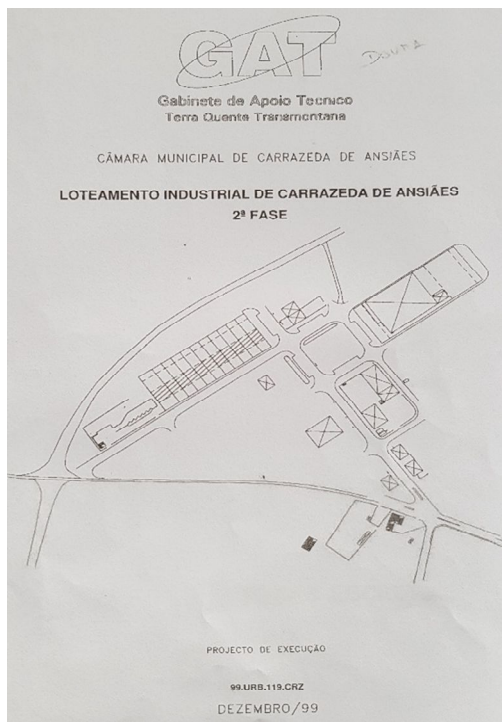 GAT
Gabinete de Apoio Tecnico
Terra Quente Transmontana
CÂMARA MUNICIPAL DE CARRAZEDA DE ANSIÃES
LOTEAMENTO INDUSTRIAL DE CARRAZEDA DE ANSIÃES
2ª FASE
PROJECTO DE EXECUÇÃO
99.URB.119.CRZ
DEZEMBRO/99